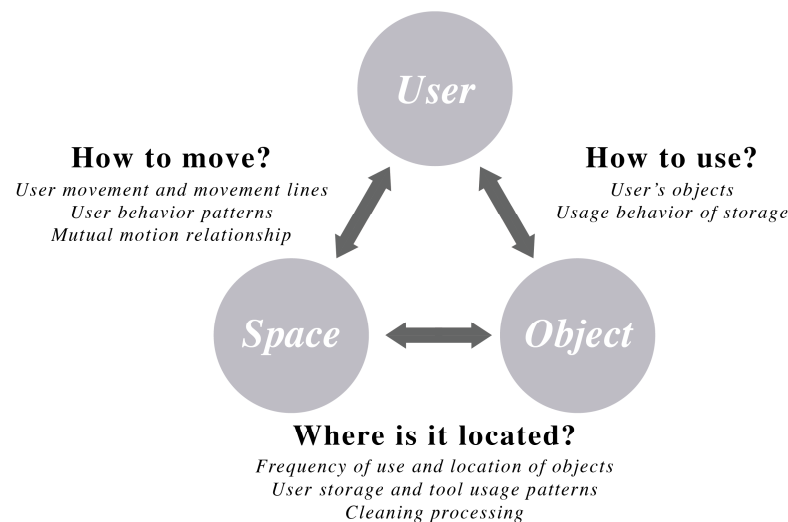 User
How to move?
User movement and movement lines
User behavior patterns
Mutual motion relationship
How to use?
User's objects
Usage behavior of storage
Space
Object
Where is it located?
Frequency of use and location of objects
User storage and tool usage patterns
Cleaning processing